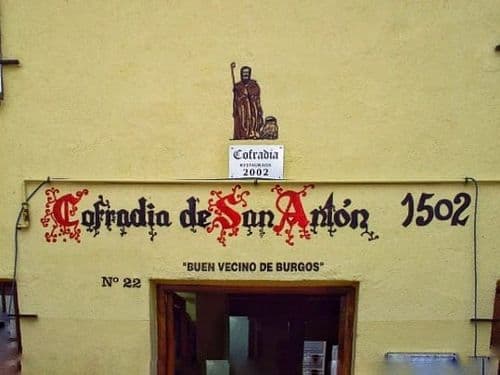 Cofradia
RESTAURADA
2002
Cofradia de San Antón 1502
"BUEN VECINO DE BURGOS"
Nº 22